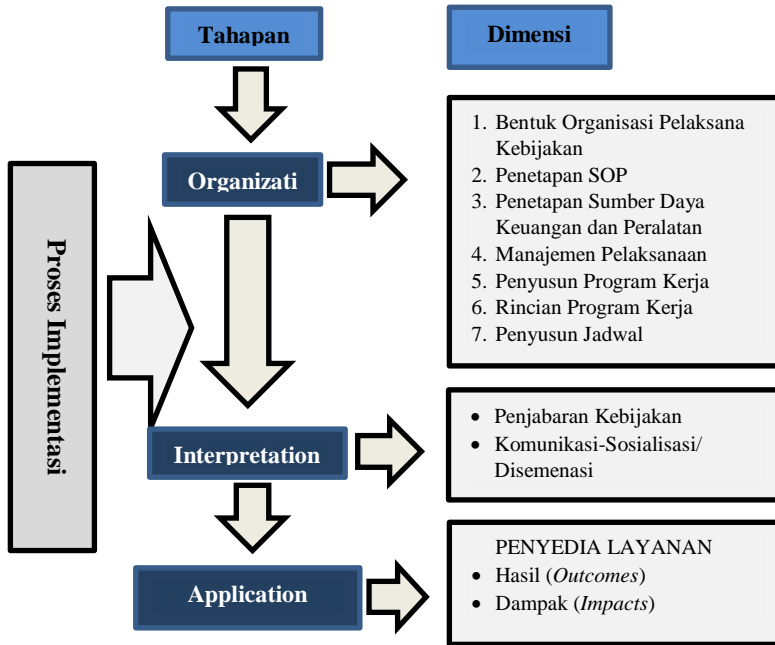 Tahapan
Dimensi
Proses Implementasi
Organizati
1. Bentuk Organisasi Pelaksana
Kebijakan
2. Penetapan SOP
3. Penetapan Sumber Daya
Keuangan dan Peralatan
4. Manajemen Pelaksanaan
5. Penyusun Program Kerja
6. Rincian Program Kerja
7. Penyusun Jadwal
Interpretation
• Penjabaran Kebijakan
• Komunikasi-Sosialisasi/
Disemenasi
Application
PENYEDIA LAYANAN
• Hasil (Outcomes)
• Dampak (Impacts)